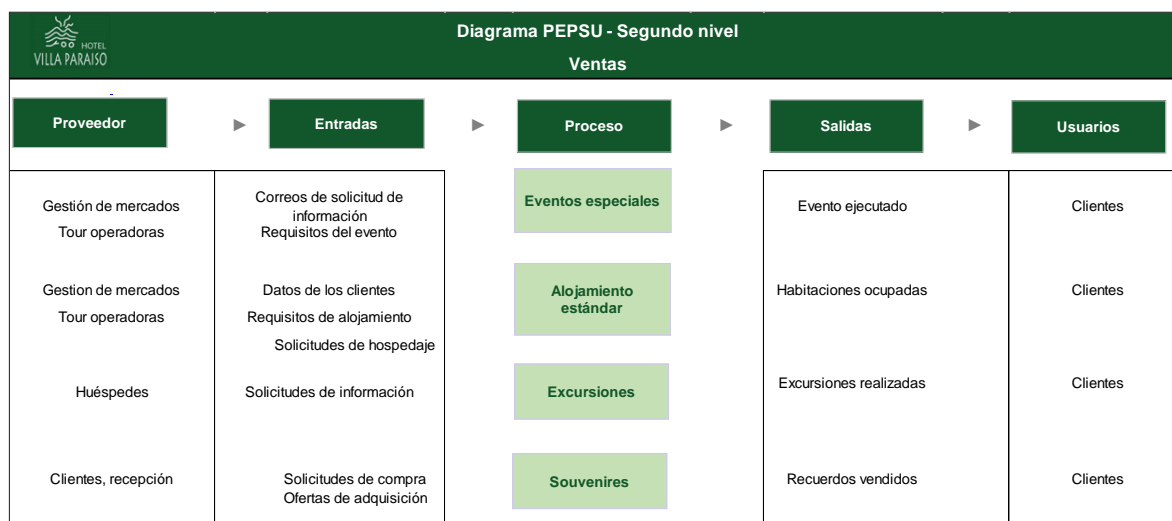 HOTEL
VILLA PARAISO
Diagrama PEPSU - Segundo nivel
Ventas
Proveedor
Entradas
Proceso
Salidas
Usuarios
Gestión de mercados
Tour operadoras
Correos de solicitud de
información
Requisitos del evento
Eventos especiales
Evento ejecutado
Clientes
Gestion de mercados
Tour operadoras
Datos de los clientes
Requisitos de alojamiento
Solicitudes de hospedaje
Alojamiento
estándar
Habitaciones ocupadas
Clientes
Huéspedes
Solicitudes de información
Excursiones
Excursiones realizadas
Clientes
Clientes, recepción
Solicitudes de compra
Ofertas de adquisición
Souvenires
Recuerdos vendidos
Clientes